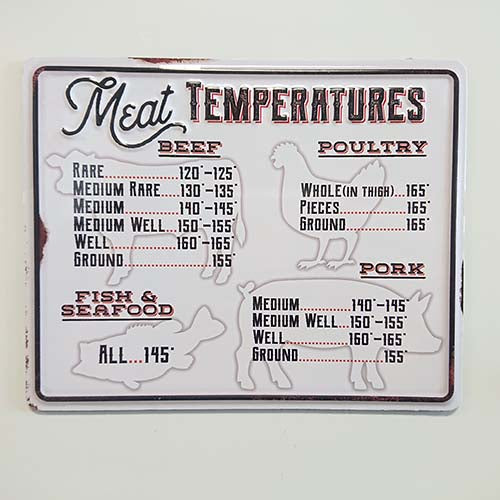 Meat TEMPERATURES
BEEF
RARE.............120°-125°
MEDIUM RARE....130°-135°
MEDIUM...........140°-145°
MEDIUM WELL...150°-155°
WELL.............160°-165°
GROUND..................155°
POULTRY
WHOLE(IN THIGH)...165°
PIECES...............165°
GROUND.............165°
FISH &
SEAFOOD
ALL...145°
PORK
MEDIUM...........140°-145°
MEDIUM WELL...150°-155°
WELL.............160°-165°
GROUND..................155°